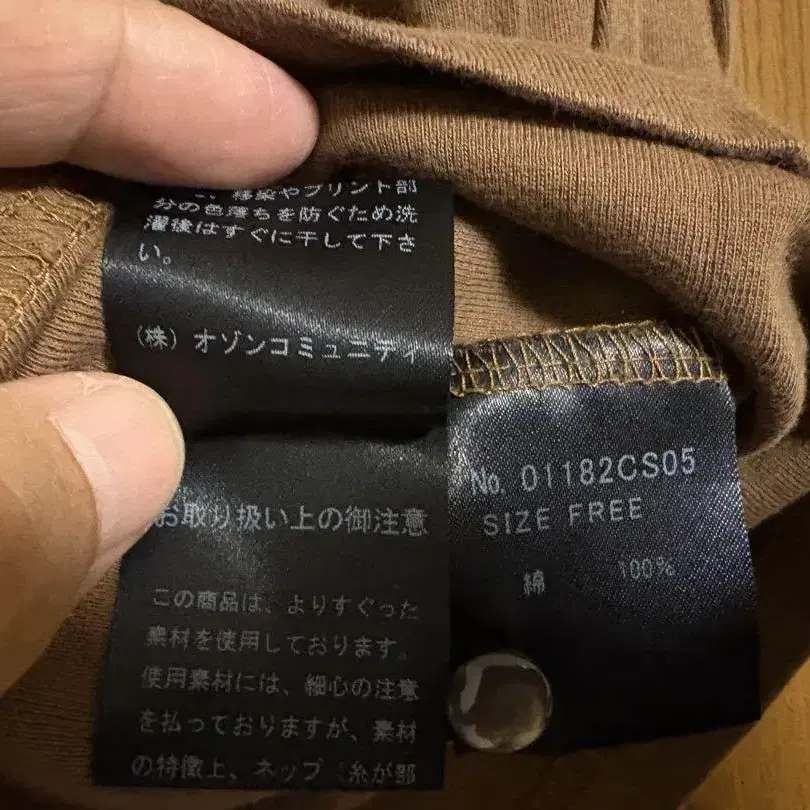 移染やプリント部
分の色落ちを防ぐため洗
濯後はすぐに干して下さ
い。
(株) オゾンコミュニティ
お取り扱い上の御注意
この商品は、よりすぐった
素材を使用しております。
使用素材には、細心の注意
を払っておりますが、素材
の特徴上、ネップ 糸が部
No. 01182CS05
SIZE FREE
綿 100%